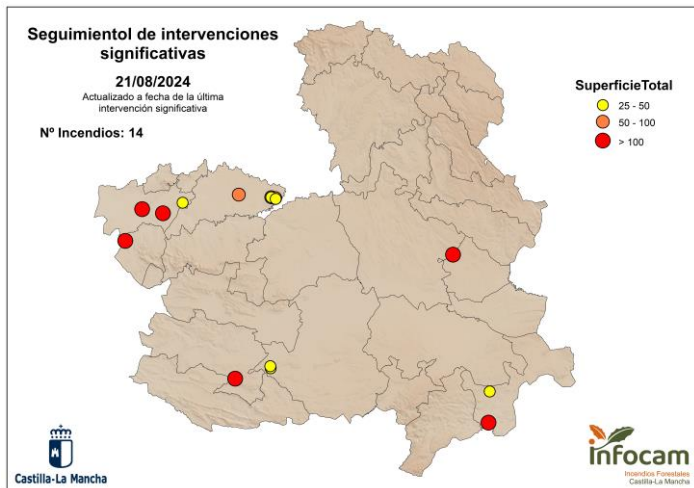 Seguimientol de intervenciones
significativas
21/08/2024
Actualizado a fecha de la última
intervención significativa
Nº Incendios: 14
SuperficieTotal
25 - 50
50 - 100
> 100
Castilla-La Mancha
infocam
Incendios Forestales
Castilla-La Mancha